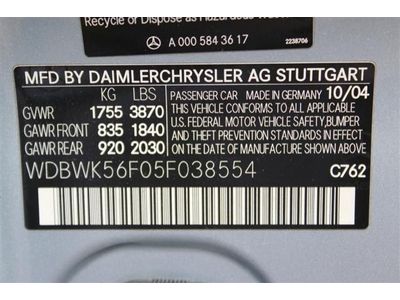 Recycle or Dispose as Hazardous Waste
A 000 584 36 17
2238706
MFD BY DAIMLERCHRYSLER AG STUTTGART
KG LBS 10/04
GVWR 1755 3870 THIS VEHICLE CONFORMS TO ALL
GAWR FRONT 835 1840 APPLICABLE U.S. FEDERAL MOTOR
GAWR REAR 920 2030 VEHICLE SAFETY, BUMPER AND
THEFT PREVENTION STANDARDS
IN EFFECT ON THE DATE OF
MANUFACTURE SHOWN ABOVE.
WDBWK56F05F038554 C762
PASSENGER CAR